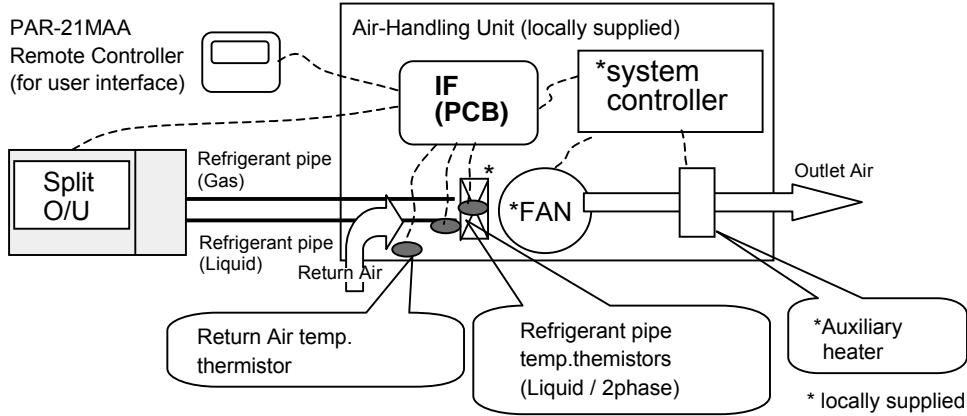 PAR-21MAA
Remote Controller
(for user interface)
Air-Handling Unit (locally supplied)
IF
(PCB)
*system
controller
Split
O/U
Refrigerant pipe
(Gas)
*
*FAN
Outlet Air
Refrigerant pipe
(Liquid)
Return Air
Return Air temp.
thermistor
Refrigerant pipe
temp.themistors
(Liquid / 2phase)
*Auxiliary
heater
* locally supplied